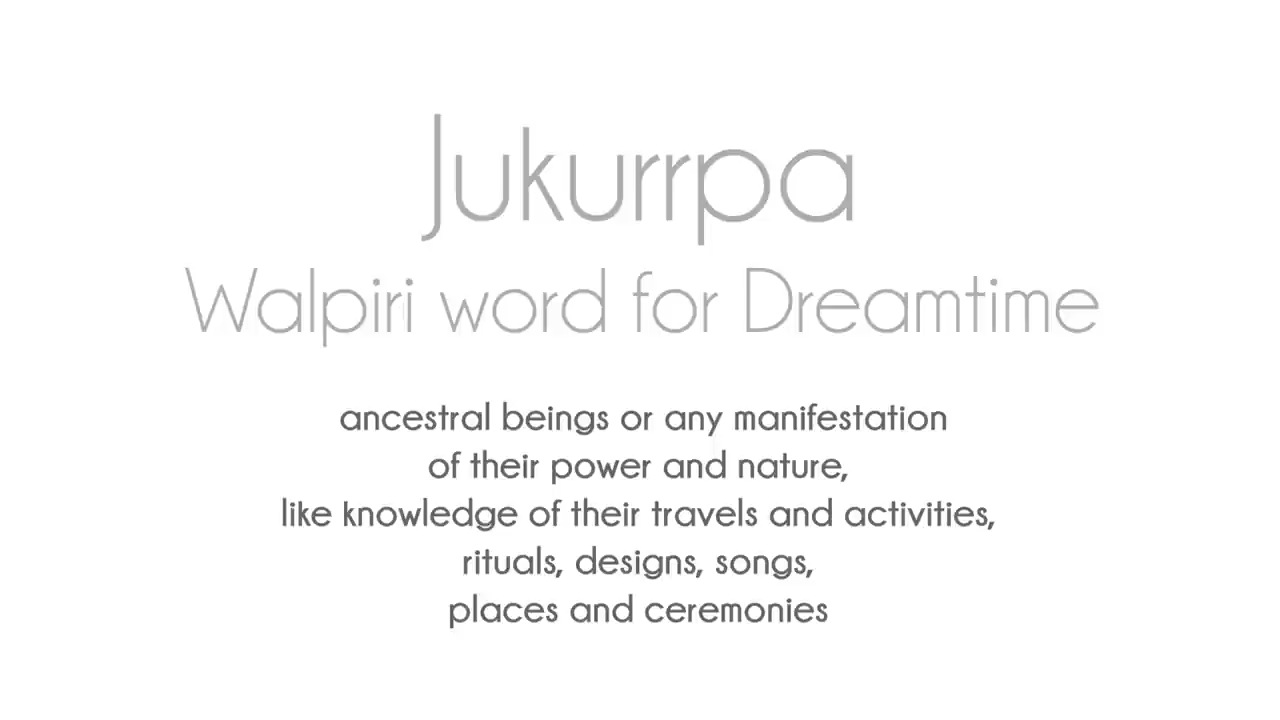 Jukurrpa
Walpiri word for Dreamtime
ancestral beings or any manifestation
of their power and nature,
like knowledge of their travels and activities,
rituals, designs, songs,
places and ceremonies